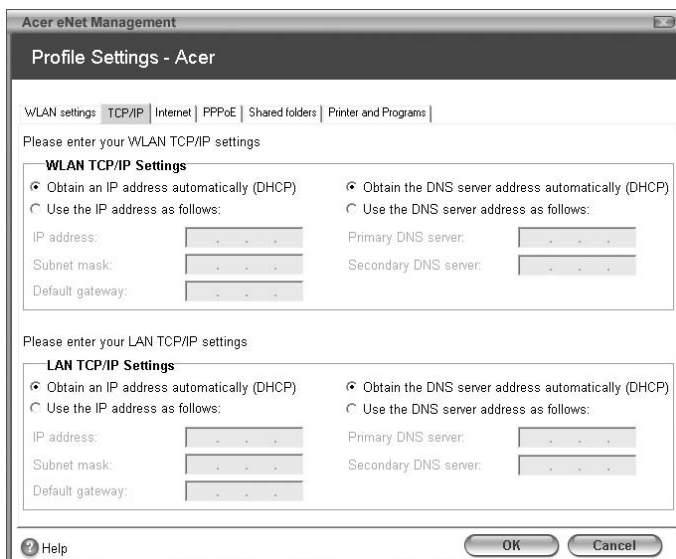 Acer eNet Management
Profile Settings - Acer
WLAN settings TCP/IP Internet PPPoE Shared folders Printer and Programs
Please enter your WLAN TCP/IP settings
WLAN TCP/IP Settings
Obtain an IP address automatically (DHCP) Obtain the DNS server address automatically (DHCP)
Use the IP address as follows: Use the DNS server address as follows:
IP address: Primary DNS server:
Subnet mask: Secondary DNS server:
Default gateway:
Please enter your LAN TCP/IP settings
LAN TCP/IP Settings
Obtain an IP address automatically (DHCP) Obtain the DNS server address automatically (DHCP)
Use the IP address as follows: Use the DNS server address as follows:
IP address: Primary DNS server:
Subnet mask: Secondary DNS server:
Default gateway:
Help OK Cancel